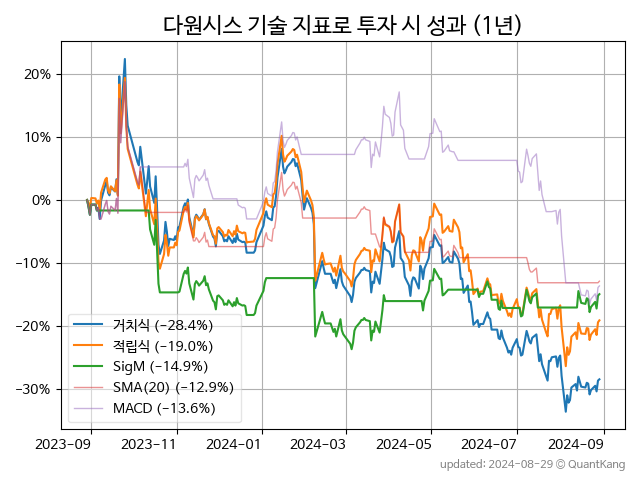 다원시스 기술 지표로 투자 시 성과 (1년)
20%
10%
0%
−10%
−20%
−30%
거치식 (−28.4%)
적립식 (−19.0%)
SigM (−14.9%)
SMA(20) (−12.9%)
MACD (−13.6%)
2023-09
2023-11
2024-01
2024-03
2024-05
2024-07
2024-09
updated: 2024-08-29 © QuantKang